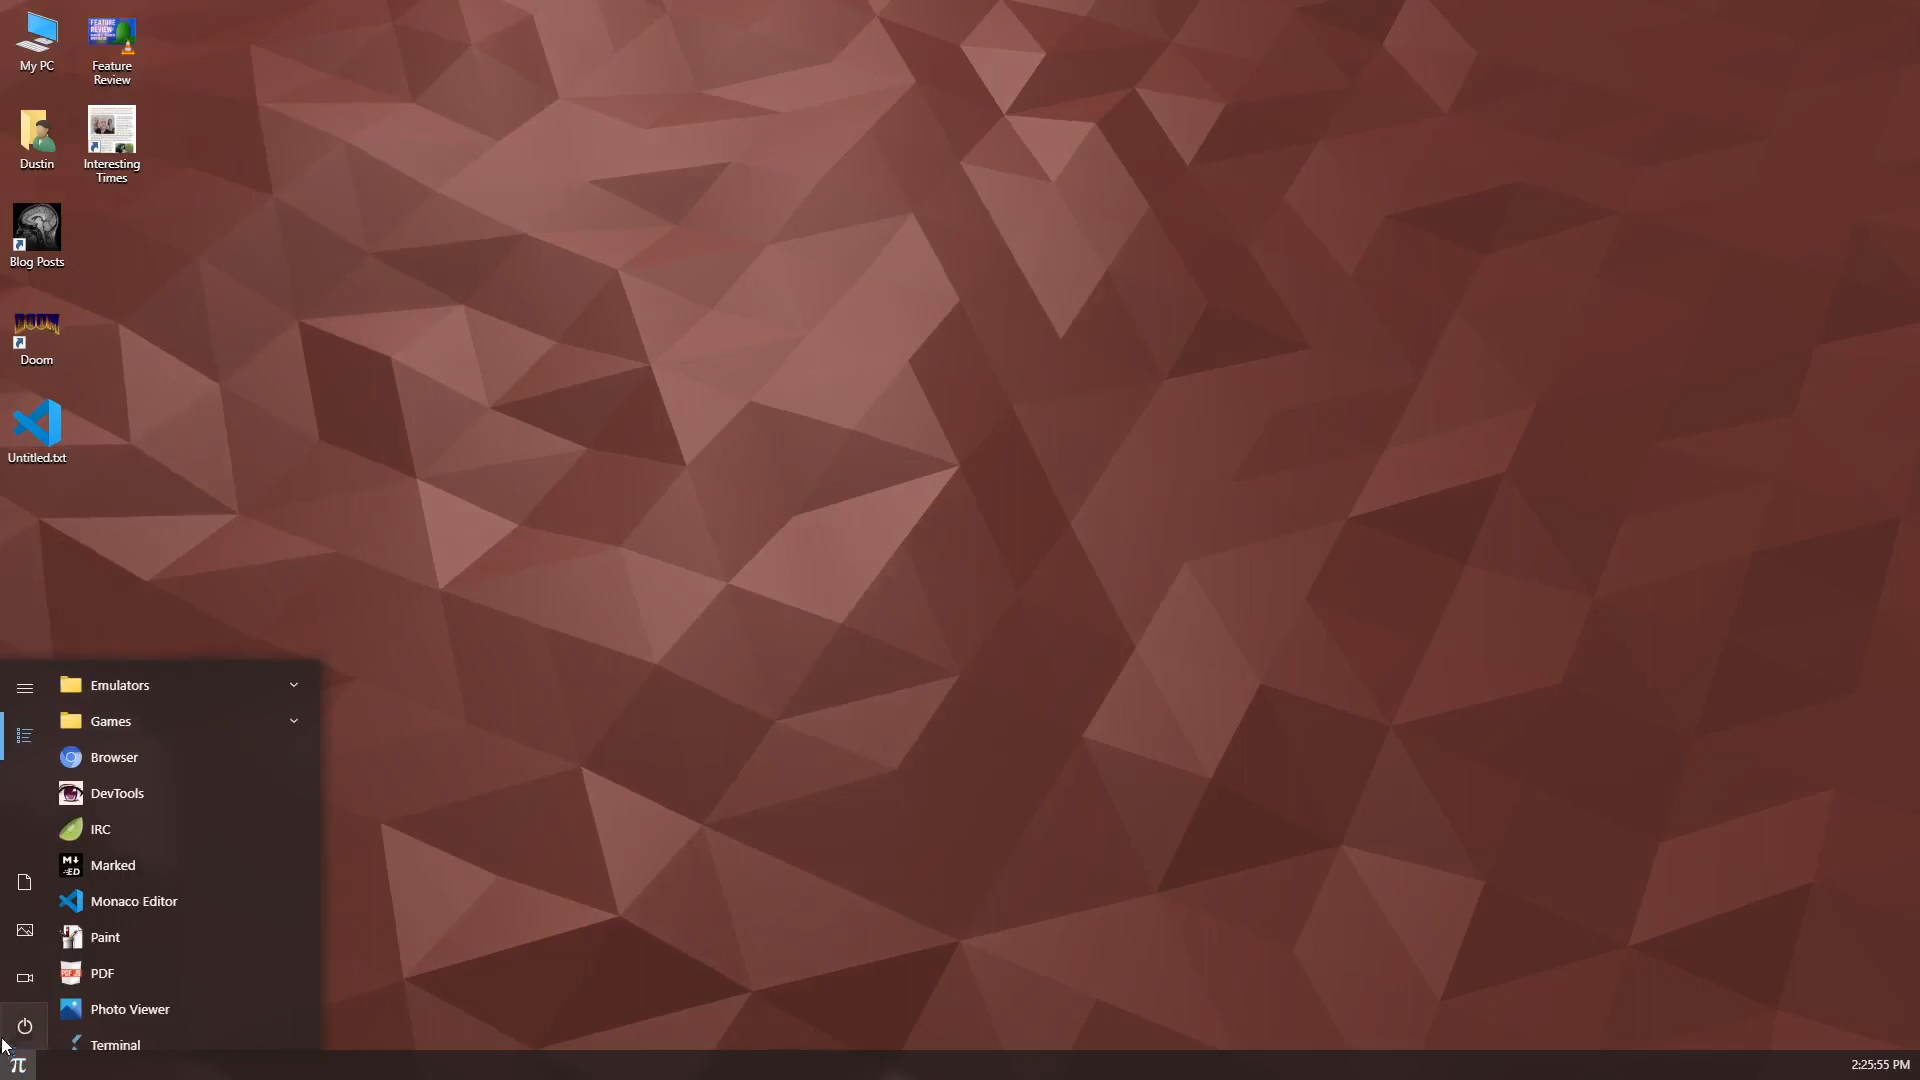 My PC
Feature
Review
FEATURE
REVIEW
Dustin
Interesting
Times
Blog Posts
DOOM
Doom
Untitled.txt
Emulators
Games
Browser
DevTools
IRC
M↓
ED
Marked
Monaco Editor
Paint
PDF
Photo Viewer
Terminal
π
2:25:55 PM